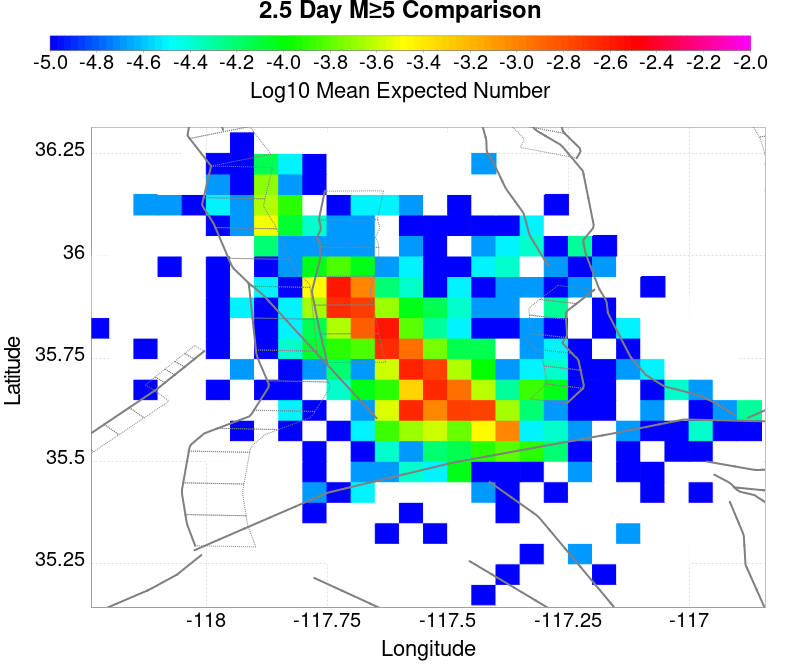 2.5 Day M≥5 Comparison
-5.0 -4.8 -4.6 -4.4 -4.2 -4.0 -3.8 -3.6 -3.4 -3.2 -3.0 -2.8 -2.6 -2.4 -2.2 -2.0
Log10 Mean Expected Number
36.25
36
35.75
35.5
35.25
Latitude
-118 -117.75 -117.5 -117.25 -117
Longitude